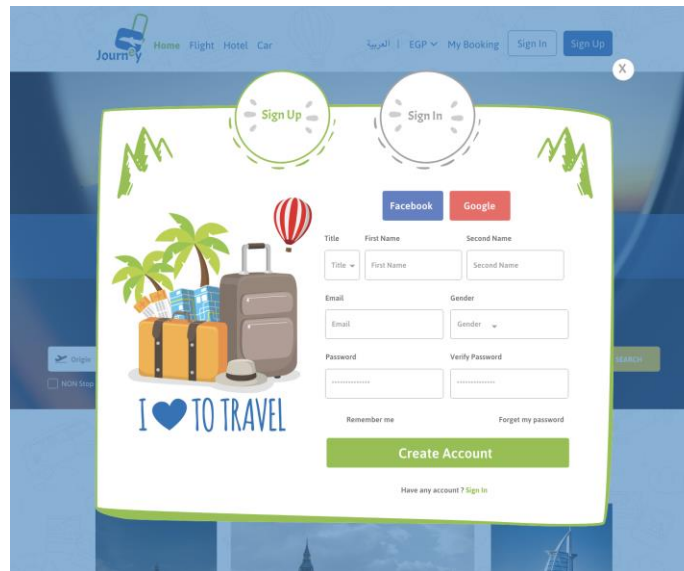 Journey
Home Flight Hotel Car
العربية | EGP My Booking Sign In Sign Up
X
Sign Up
Sign In
Facebook Google
Title First Name Second Name
Title First Name Second Name
Email Gender
Email Gender
Password Verify Password
Remember me Forget my password
Create Account
Have any account ? Sign In
I TO TRAVEL
NON Stop
SEARCH